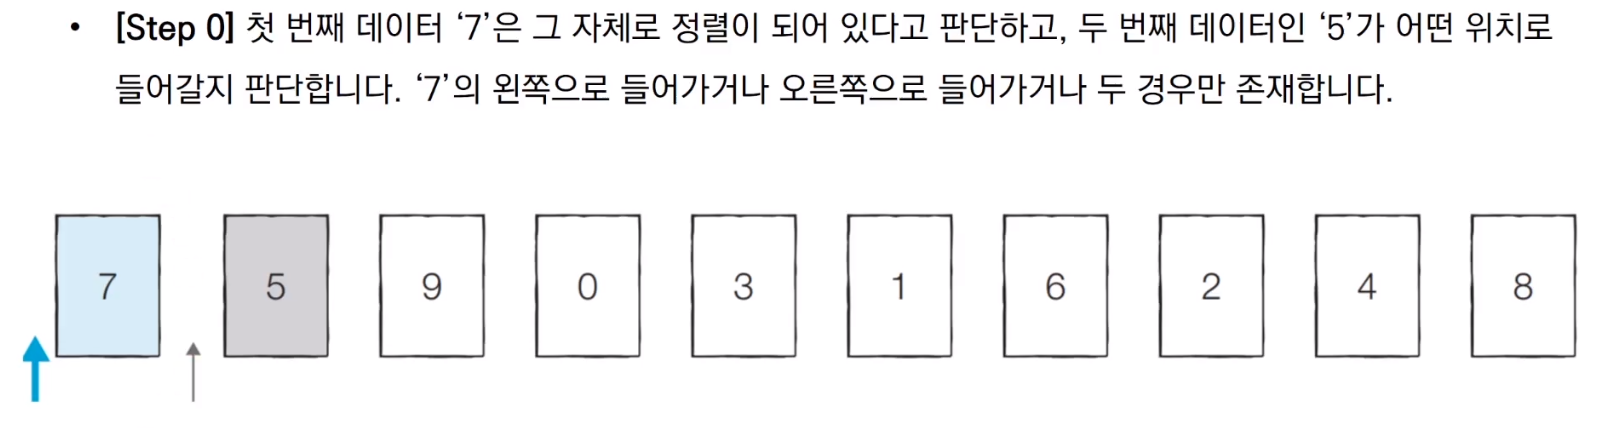 • [Step 0] 첫 번째 데이터 ‘7’은 그 자체로 정렬이 되어 있다고 판단하고, 두 번째 데이터인 ‘5’가 어떤 위치로
들어갈지 판단합니다. ‘7’의 왼쪽으로 들어가거나 오른쪽으로 들어가거나 두 경우만 존재합니다.
7 5 9 0 3 1 6 2 4 8